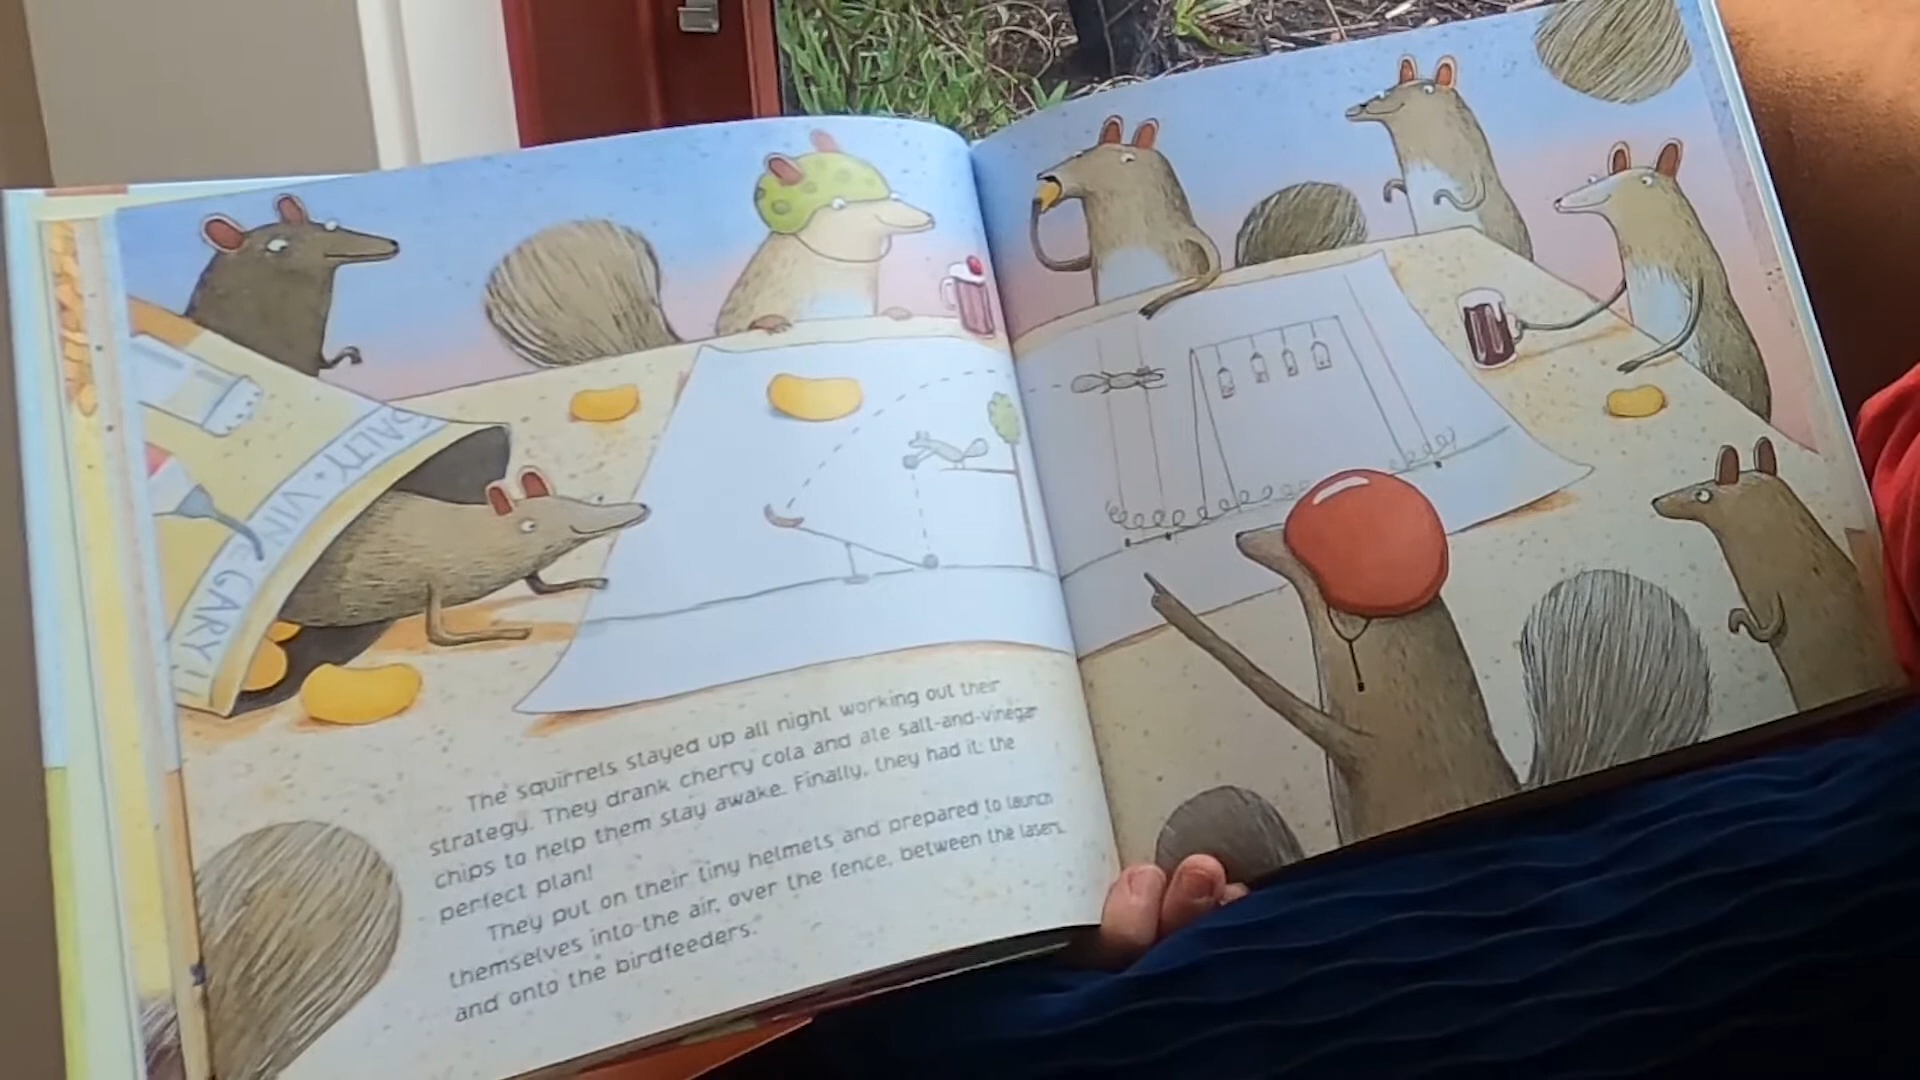 SALTY + VINEGARY!
The squirrels stayed up all night working out their
strategy. They drank cherry cola and ate salt-and-vinegar
chips to help them stay awake. Finally, they had it: the
perfect plan!
They put on their tiny helmets and prepared to launch
themselves into the air, over the fence, between the lasers,
and onto the birdfeeders.